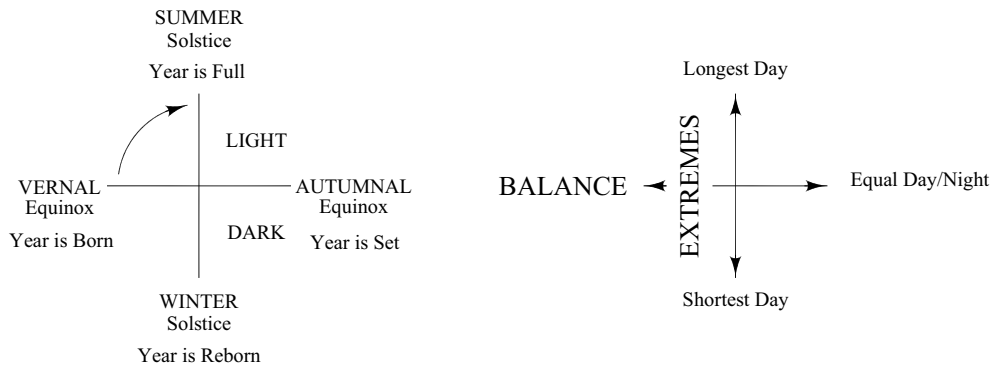 SUMMER
Solstice
Year is Full
LIGHT
VERNAL
Equinox
Year is Born
AUTUMNAL
Equinox
Year is Set
DARK
WINTER
Solstice
Year is Reborn
Longest Day
BALANCE
EXTREMES
Equal Day/Night
Shortest Day